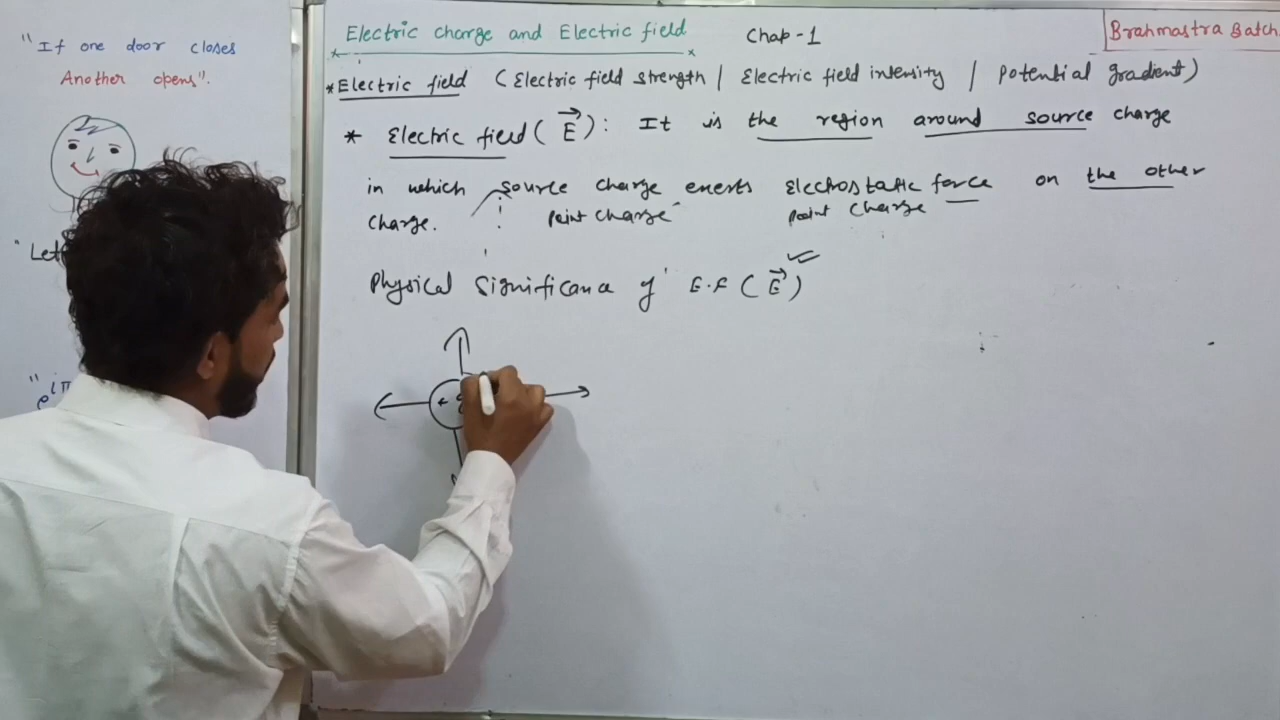 "If one door closes
Another opens".
"Let
"e^iπ
Electric charge and Electric field
Chap-1
Brahmastra Batch
* Electric field (Electric field strength | Electric field intensity | Potential gradient)
* Electric field (E→): It is the region around source charge
in which source charge exerts Electrostatic force on the other
charge. Point charge point charge
Physical Significance of E.F (E→)